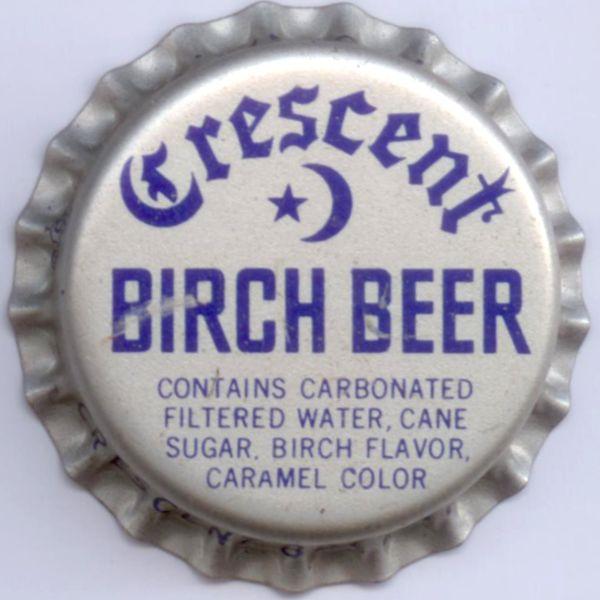 Crescent
BIRCH BEER
CONTAINS CARBONATED
FILTERED WATER, CANE
SUGAR, BIRCH FLAVOR,
CARAMEL COLOR